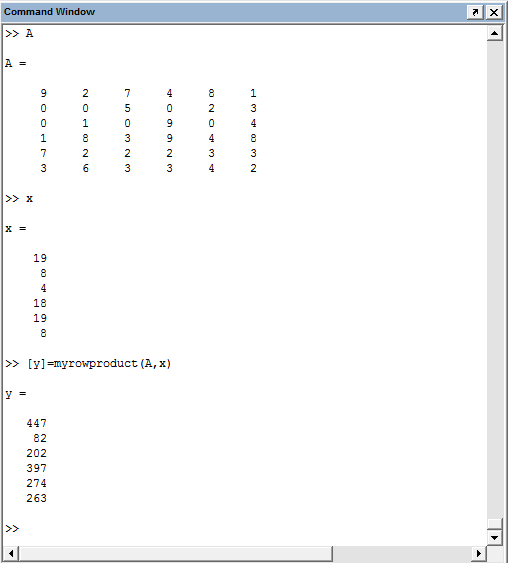 Command Window
>> A
A =
9 2 7 4 8 1
0 0 5 0 2 3
0 1 0 9 0 4
1 8 3 9 4 8
7 2 2 2 3 3
3 6 3 3 4 2
>> x
x =
19
8
4
18
19
8
>> [y]=myrowproduct(A,x)
y =
447
82
202
397
274
263
>>